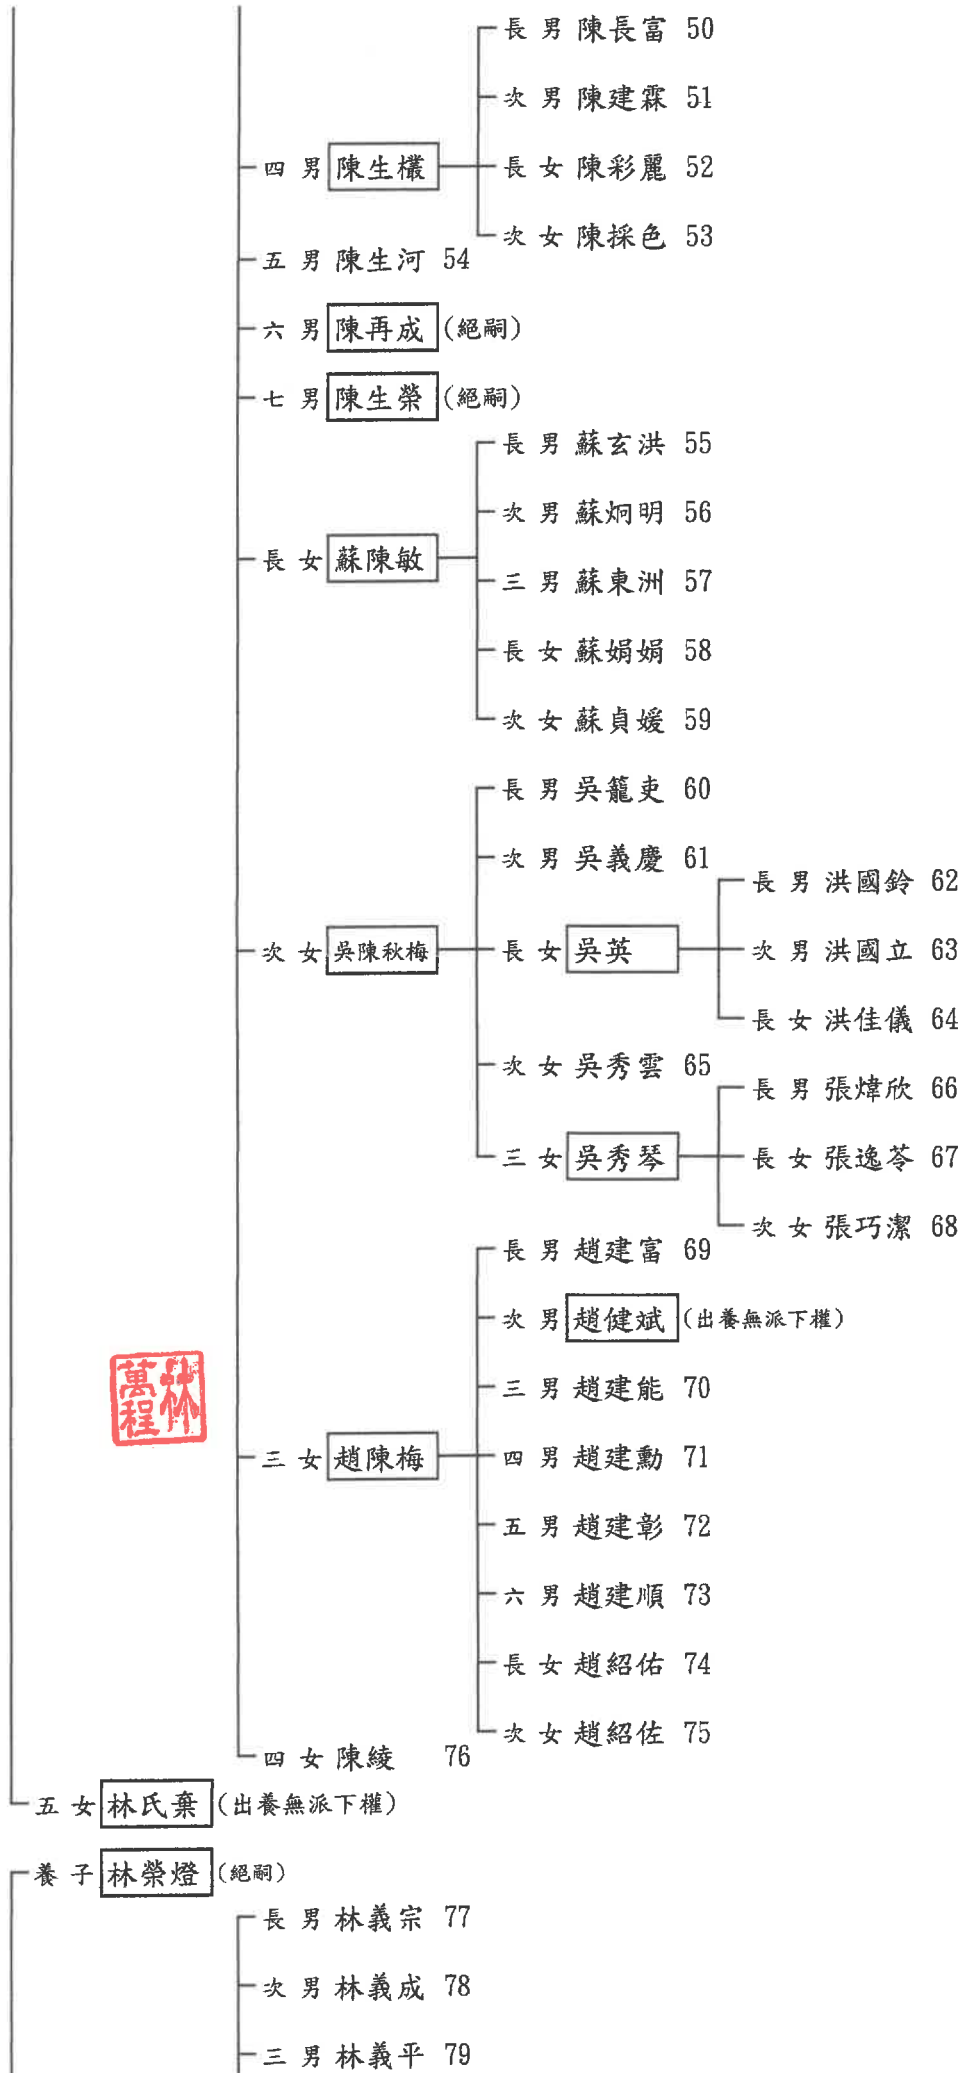 長男 陳長富 50
次男 陳建霖 51
四男 陳生欉
長女 陳彩麗 52
次女 陳採色 53
五男 陳生河 54
六男 陳再成 (絕嗣)
七男 陳生榮 (絕嗣)
長男 蘇玄洪 55
次男 蘇炯明 56
長女 蘇陳敏
三男 蘇東洲 57
長女 蘇娟娟 58
次女 蘇貞媛 59
長男 吳籠吏 60
次男 吳義慶 61
長男 洪國鈴 62
次女 吳陳秋梅
長女 吳英
次男 洪國立 63
長女 洪佳儀 64
次女 吳秀雲 65
長男 張煒欣 66
三女 吳秀琴
長女 張逸苓 67
次女 張巧潔 68
長男 趙建富 69
次男 趙健斌 (出養無派下權)
三男 趙建能 70
林萬程
三女 趙陳梅
四男 趙建勳 71
五男 趙建彰 72
六男 趙建順 73
長女 趙紹佑 74
次女 趙紹佐 75
四女 陳綾 76
五女 林氏棄 (出養無派下權)
養子 林榮燈 (絕嗣)
長男 林義宗 77
次男 林義成 78
三男 林義平 79